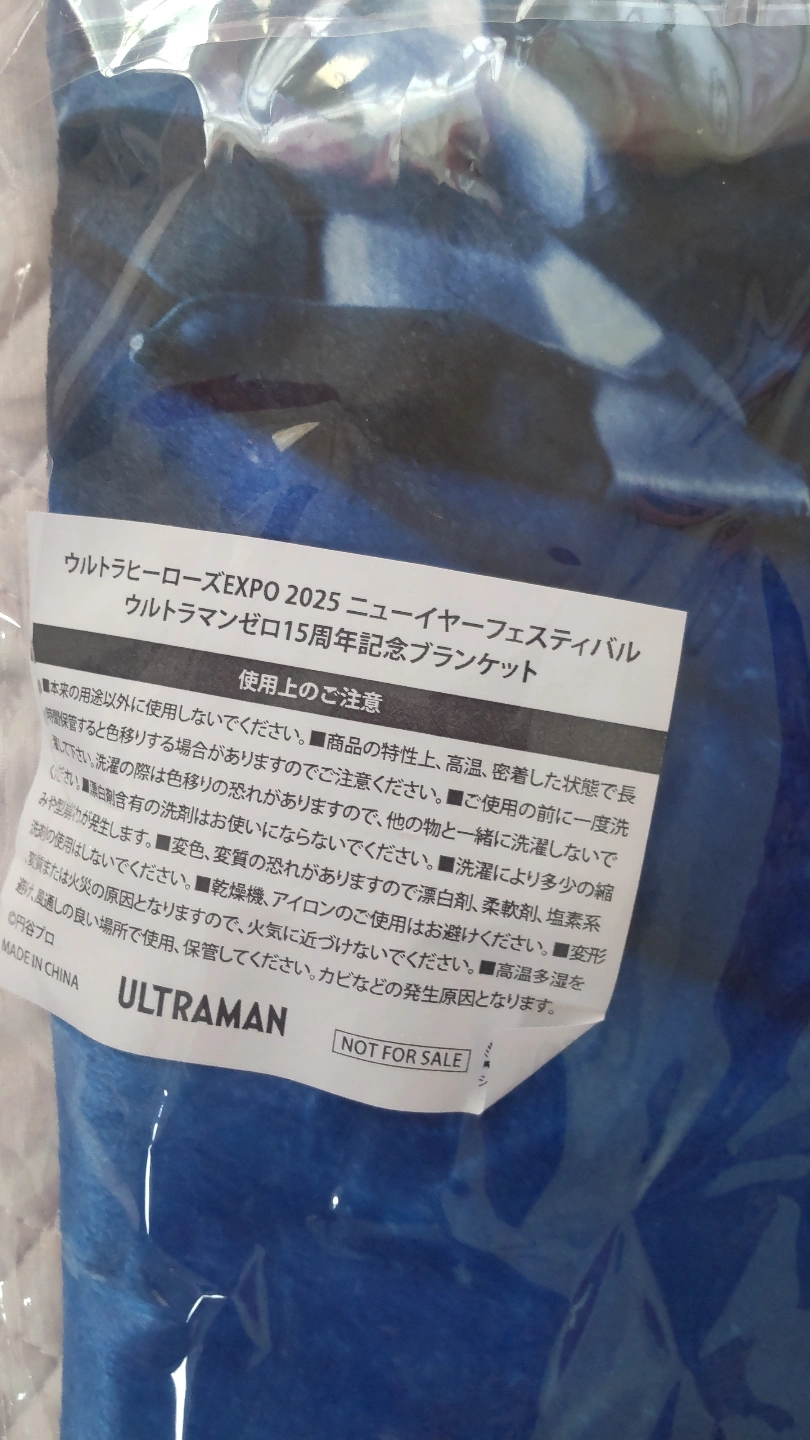 ウルトラヒーローズEXPO 2025 ニューイヤーフェスティバル
ウルトラマンゼロ15周年記念ブランケット
使用上のご注意
■本来の用途以外に使用しないでください。■商品の特性上、高温、密着した状態で長
時間保管すると色移りする場合がありますのでご注意ください。■ご使用の前に一度洗
濯して下さい。洗濯の際は色移りの恐れがありますので、他の物と一緒に洗濯しないで
ください。■漂白剤含有の洗剤はお使いにならないでください。■洗濯により多少の縮
みや型崩れが発生します。■変色、変質の恐れがありますので漂白剤、柔軟剤、塩素系
洗剤の使用はしないでください。■乾燥機、アイロンのご使用はお避けください。■変形
変質または火災の原因となりますので、火気に近づけないでください。■高温多湿を
避け、風通しの良い場所で使用、保管してください。カビなどの発生原因となります。
©円谷プロ
MADE IN CHINA
ULTRAMAN
NOT FOR SALE